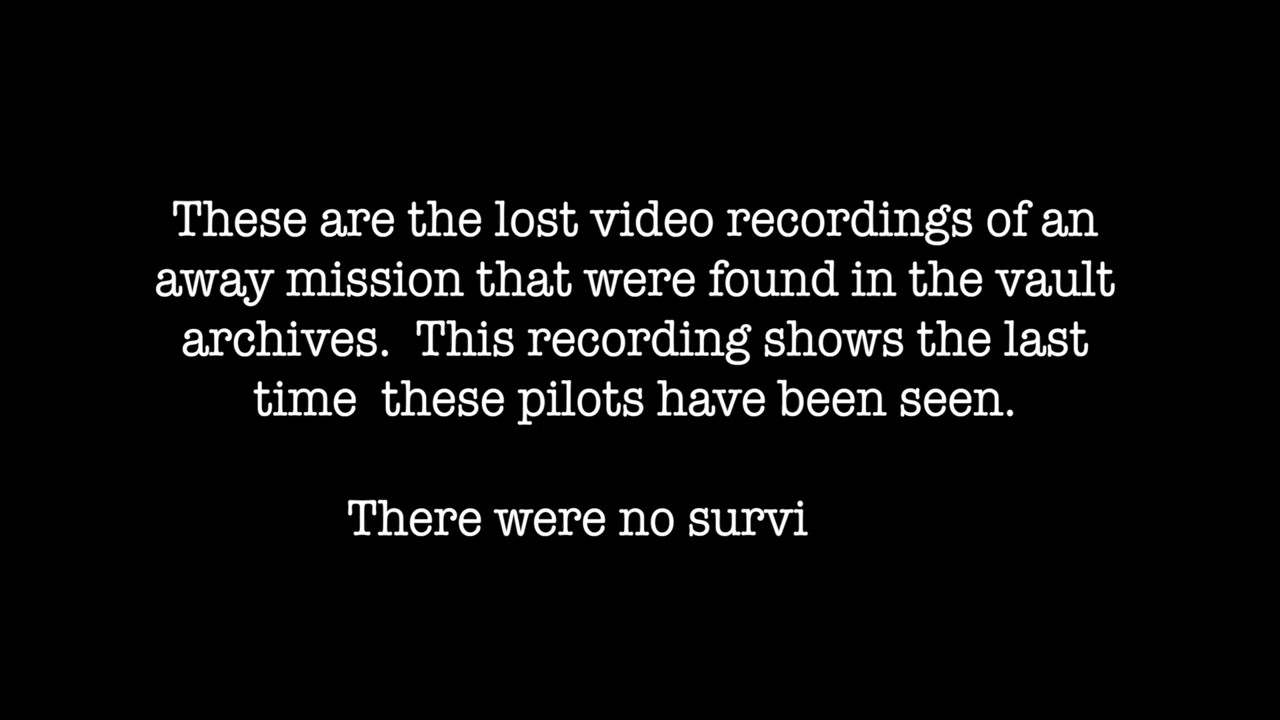 These are the lost video recordings of an
away mission that were found in the vault
archives.  This recording shows the last
time  these pilots have been seen.
There were no survi